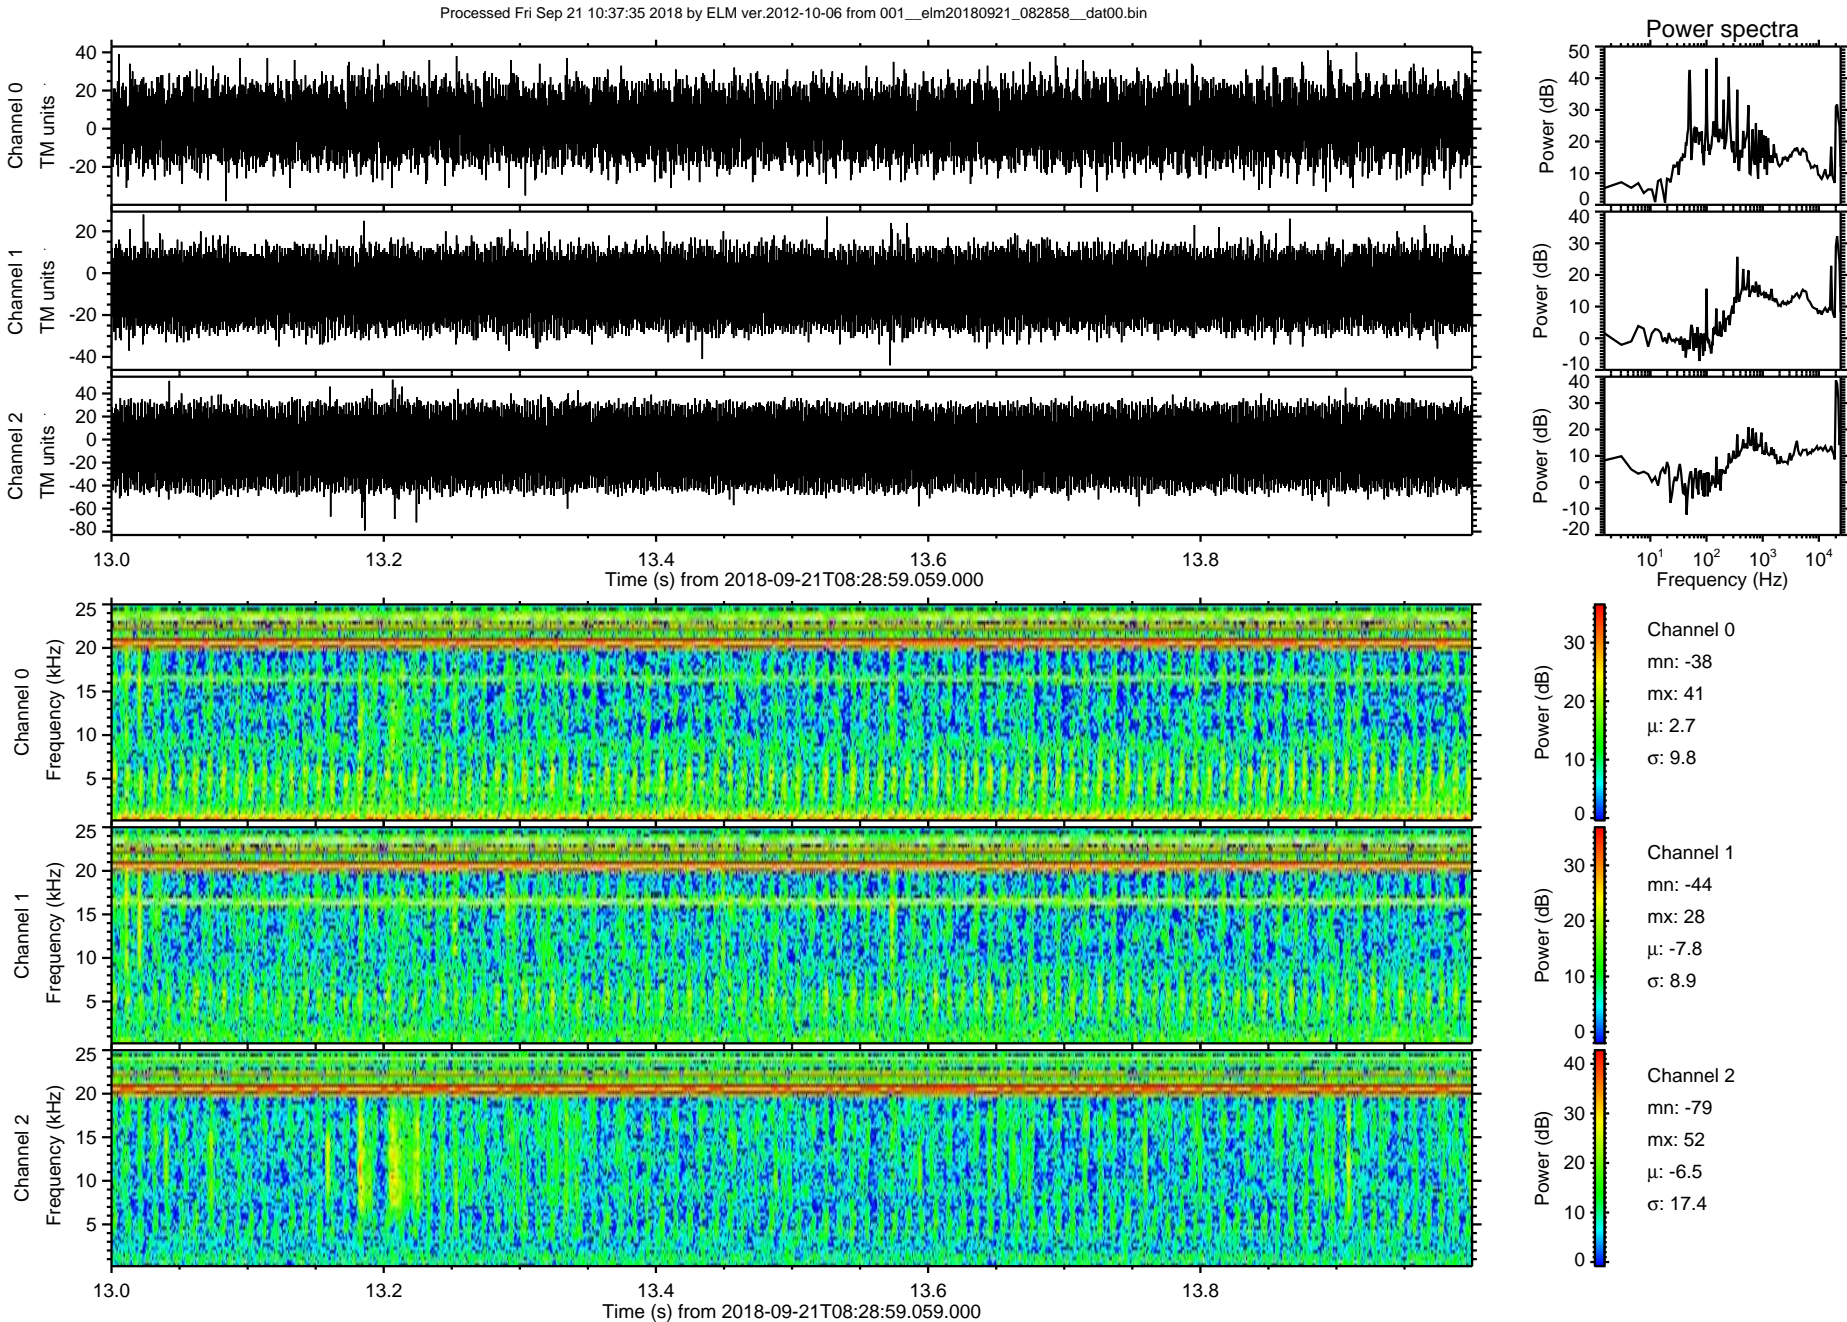 Processed Fri Sep 21 10:37:35 2018 by ELM ver.2012-10-06 from 001__elm20180921_082858__dat00.bin
Power spectra
Channel 0
TM units
40
20
0
-20
Power (dB)
50
40
30
20
10
0
Channel 1
TM units
20
0
-20
-40
Power (dB)
40
30
20
10
0
-10
Channel 2
TM units
40
20
0
-20
-40
-60
-80
Power (dB)
40
30
20
10
0
-10
-20
13.0 13.2 13.4 13.6 13.8
Time (s) from 2018-09-21T08:28:59.059.000
10¹ 10² 10³ 10⁴
Frequency (Hz)
Channel 0
Frequency (kHz)
25
20
15
10
5
Power (dB)
30
20
10
0
Channel 0
mn: -38
mx: 41
μ: 2.7
σ: 9.8
Channel 1
Frequency (kHz)
25
20
15
10
5
Power (dB)
30
20
10
0
Channel 1
mn: -44
mx: 28
μ: -7.8
σ: 8.9
Channel 2
Frequency (kHz)
25
20
15
10
5
Power (dB)
40
30
20
10
0
Channel 2
mn: -79
mx: 52
μ: -6.5
σ: 17.4
13.0 13.2 13.4 13.6 13.8
Time (s) from 2018-09-21T08:28:59.059.000